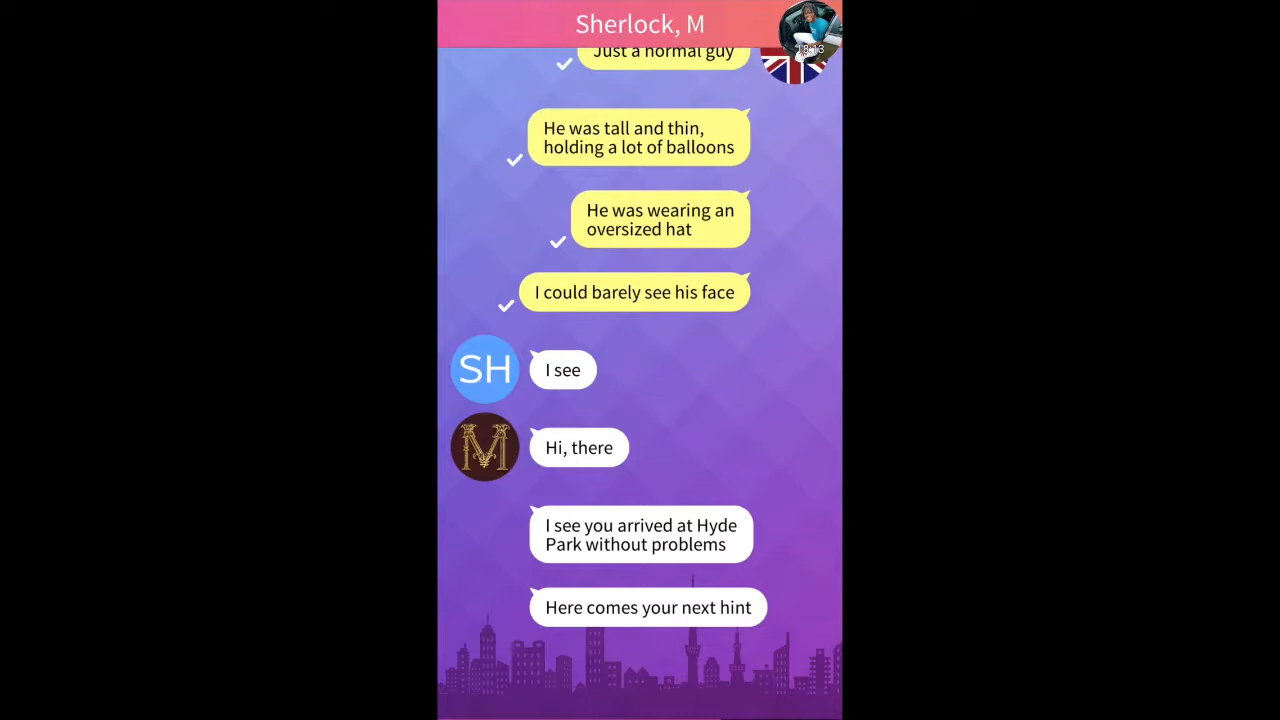 Sherlock, M
18:13
Just a normal guy
He was tall and thin,
holding a lot of balloons
He was wearing an
oversized hat
I could barely see his face
SH
I see
M
Hi, there
I see you arrived at Hyde
Park without problems
Here comes your next hint